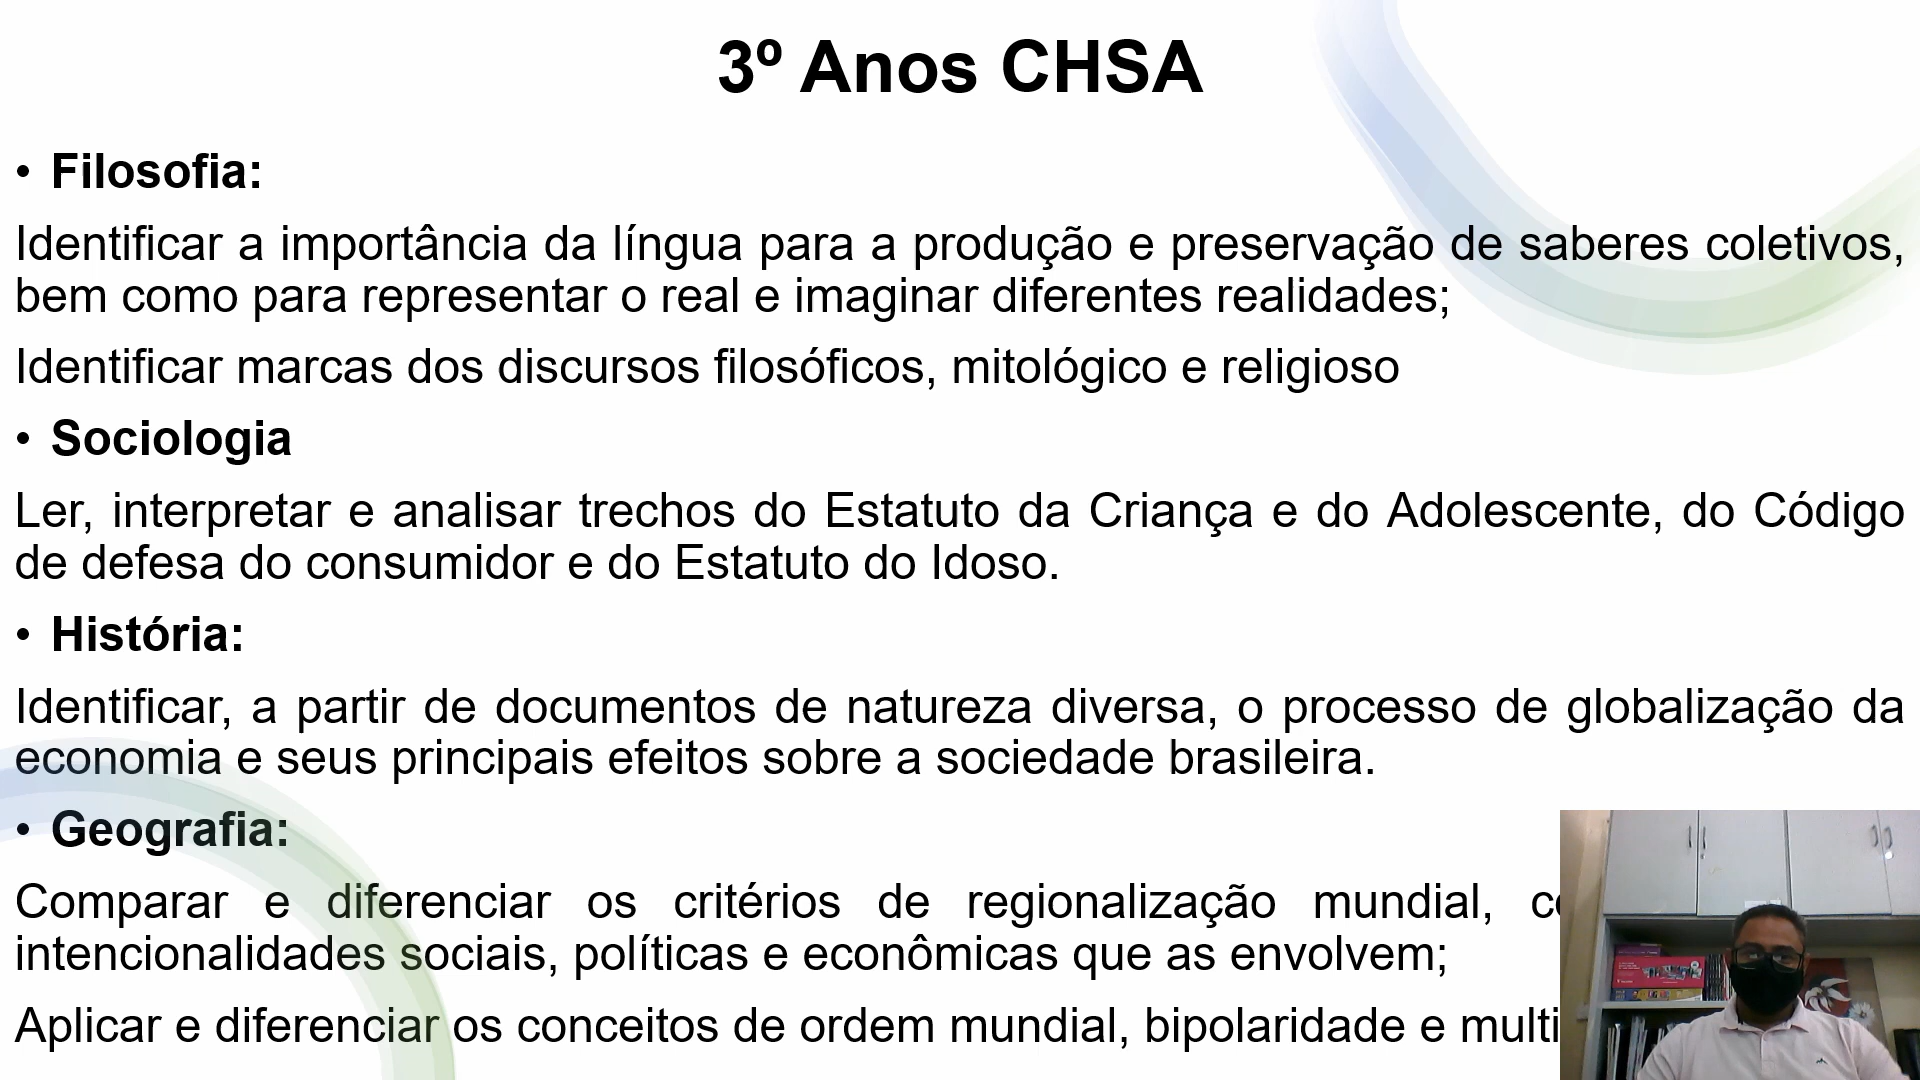 3º Anos CHSA
• Filosofia:
Identificar a importância da língua para a produção e preservação de saberes coletivos,
bem como para representar o real e imaginar diferentes realidades;
Identificar marcas dos discursos filosóficos, mitológico e religioso
• Sociologia
Ler, interpretar e analisar trechos do Estatuto da Criança e do Adolescente, do Código
de defesa do consumidor e do Estatuto do Idoso.
• História:
Identificar, a partir de documentos de natureza diversa, o processo de globalização da
economia e seus principais efeitos sobre a sociedade brasileira.
• Geografia:
Comparar e diferenciar os critérios de regionalização mundial,
intencionalidades sociais, políticas e econômicas que as envolvem;
Aplicar e diferenciar os conceitos de ordem mundial, bipolaridade e multi